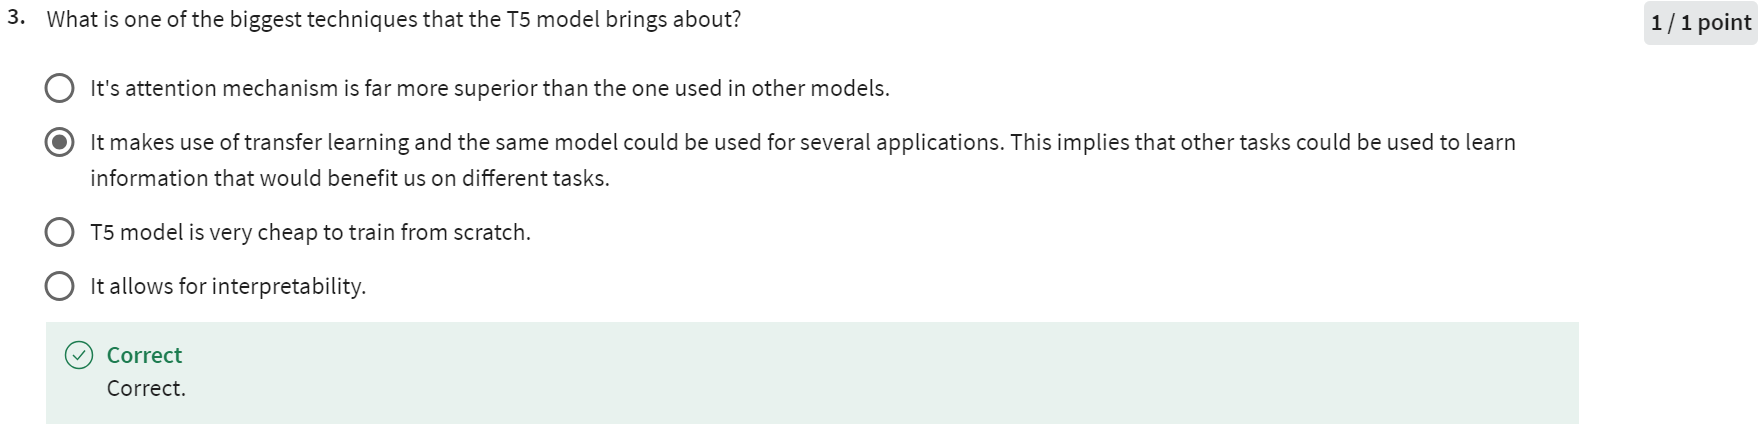 3. What is one of the biggest techniques that the T5 model brings about?
1 / 1 point
It's attention mechanism is far more superior than the one used in other models.
It makes use of transfer learning and the same model could be used for several applications. This implies that other tasks could be used to learn
information that would benefit us on different tasks.
T5 model is very cheap to train from scratch.
It allows for interpretability.
Correct
Correct.